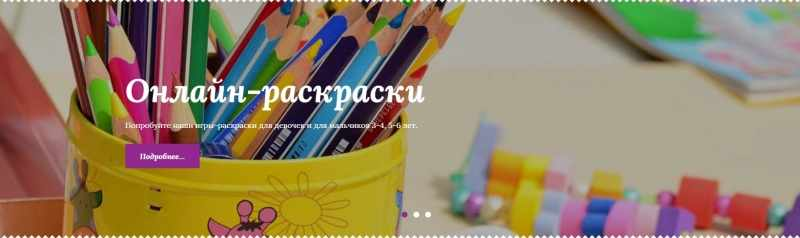 Онлайн-раскраски
Попробуйте наши игры-раскраски для девочек и для мальчиков 3-4, 5-6 лет.
Подробнее...